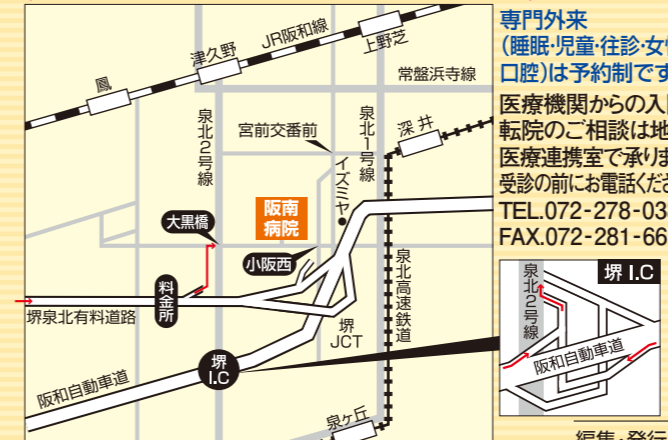 JR阪和線
鳳
津久野
上野芝
常盤浜寺線
泉北2号線
宮前交番前
泉北1号線
深井
イズミヤ
阪南
病院
大黒橋
小阪西
料金所
堺泉北有料道路
堺
JCT
泉北高速鉄道
堺
I.C
阪和自動車道
泉ヶ丘
専門外来
(睡眠・児童・往診・女
口腔)は予約制です
医療機関からの入
転院のご相談は地
医療連携室で承りま
受診の前にお電話くださ
TEL.072-278-03
FAX.072-281-66
堺 I.C
泉北2号線
阪和自動車道
編集・発行